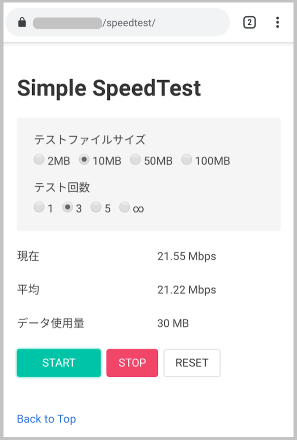 /speedtest/ 2
Simple SpeedTest
テストファイルサイズ
2MB 10MB 50MB 100MB
テスト回数
1 3 5 ∞
現在 21.55 Mbps
平均 21.22 Mbps
データ使用量 30 MB
START STOP RESET
Back to Top